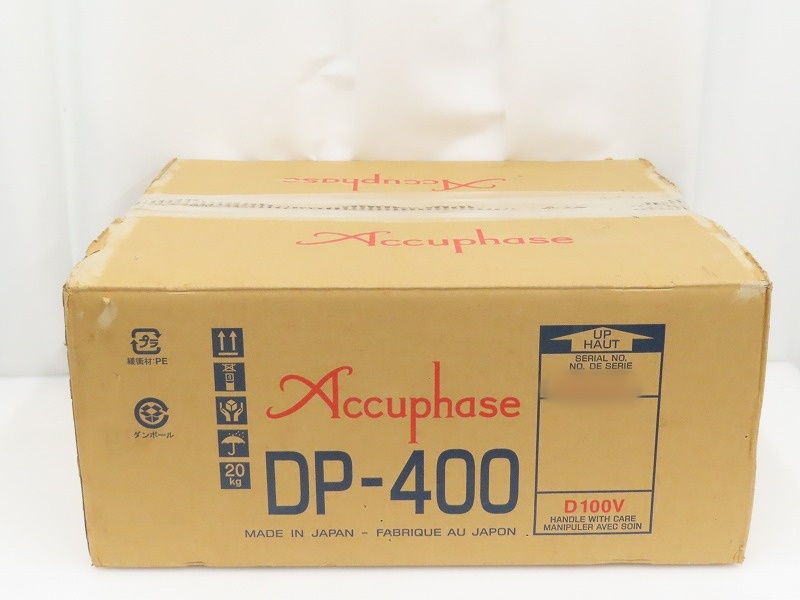 Accuphase
Accuphase
プラ
緩衝材:PE
ダンボール
20
kg
Accuphase
DP-400
MADE IN JAPAN - FABRIQUE AU JAPON
UP
HAUT
SERIAL NO.
NO. DE SERIE
D100V
HANDLE WITH CARE
MANIPULER AVEC SOIN